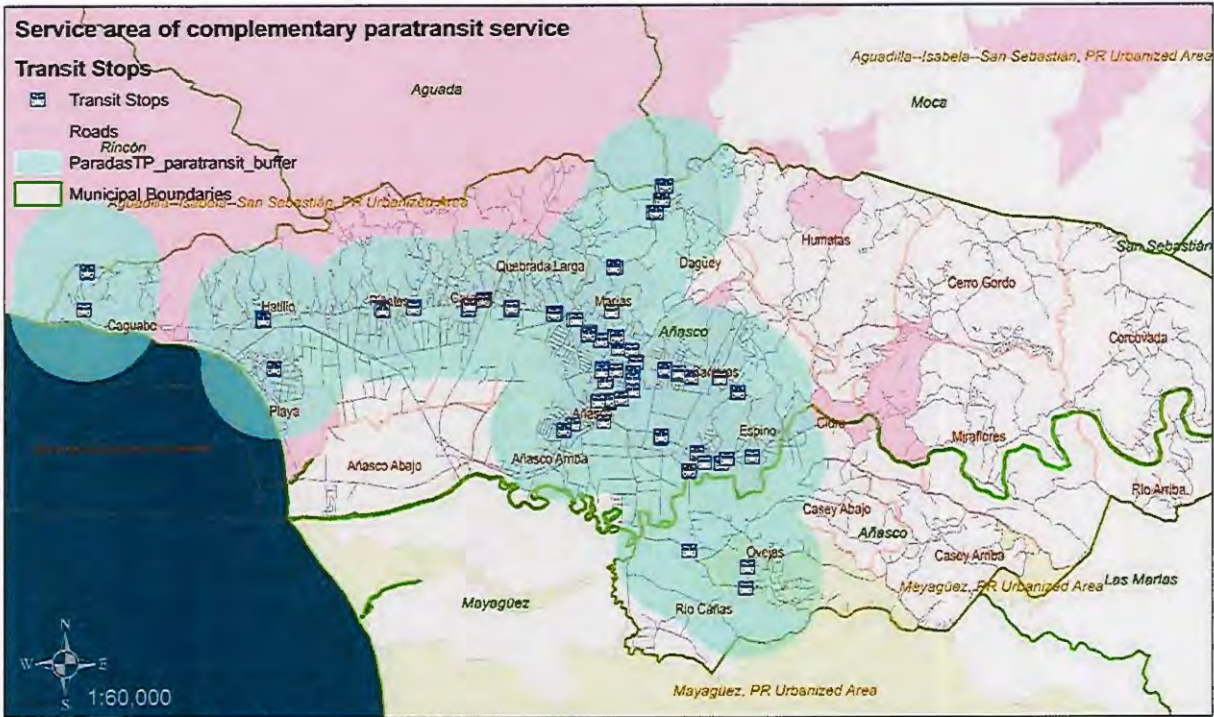 Service area of complementary paratransit service
Transit Stops
Transit Stops
Roads
ParadasTP_paratransit_buffer
Municipal Boundaries
Aguadilla--Isabela--San Sebastián, PR Urbanized Area
Aguada
Moca
Rincón
Aguadilla--Isabela--San Sebastián, PR Urbanized Area
Humatas
San Sebastián
Quebrada Larga
Dagüey
Cerro Gordo
Hatillo
Marías
Caguabo
Añasco
Corcovada
Playa
Espino
Cidra
Miraflores
Añasco Abajo
Añasco Arriba
Río Arriba
Casey Abajo
Añasco
Ovejas
Casey Arriba
Mayagüez, PR Urbanized Area
Las Marías
Mayagüez
Río Cañas
N
W
E
S
1:60,000
Mayagüez, PR Urbanized Area